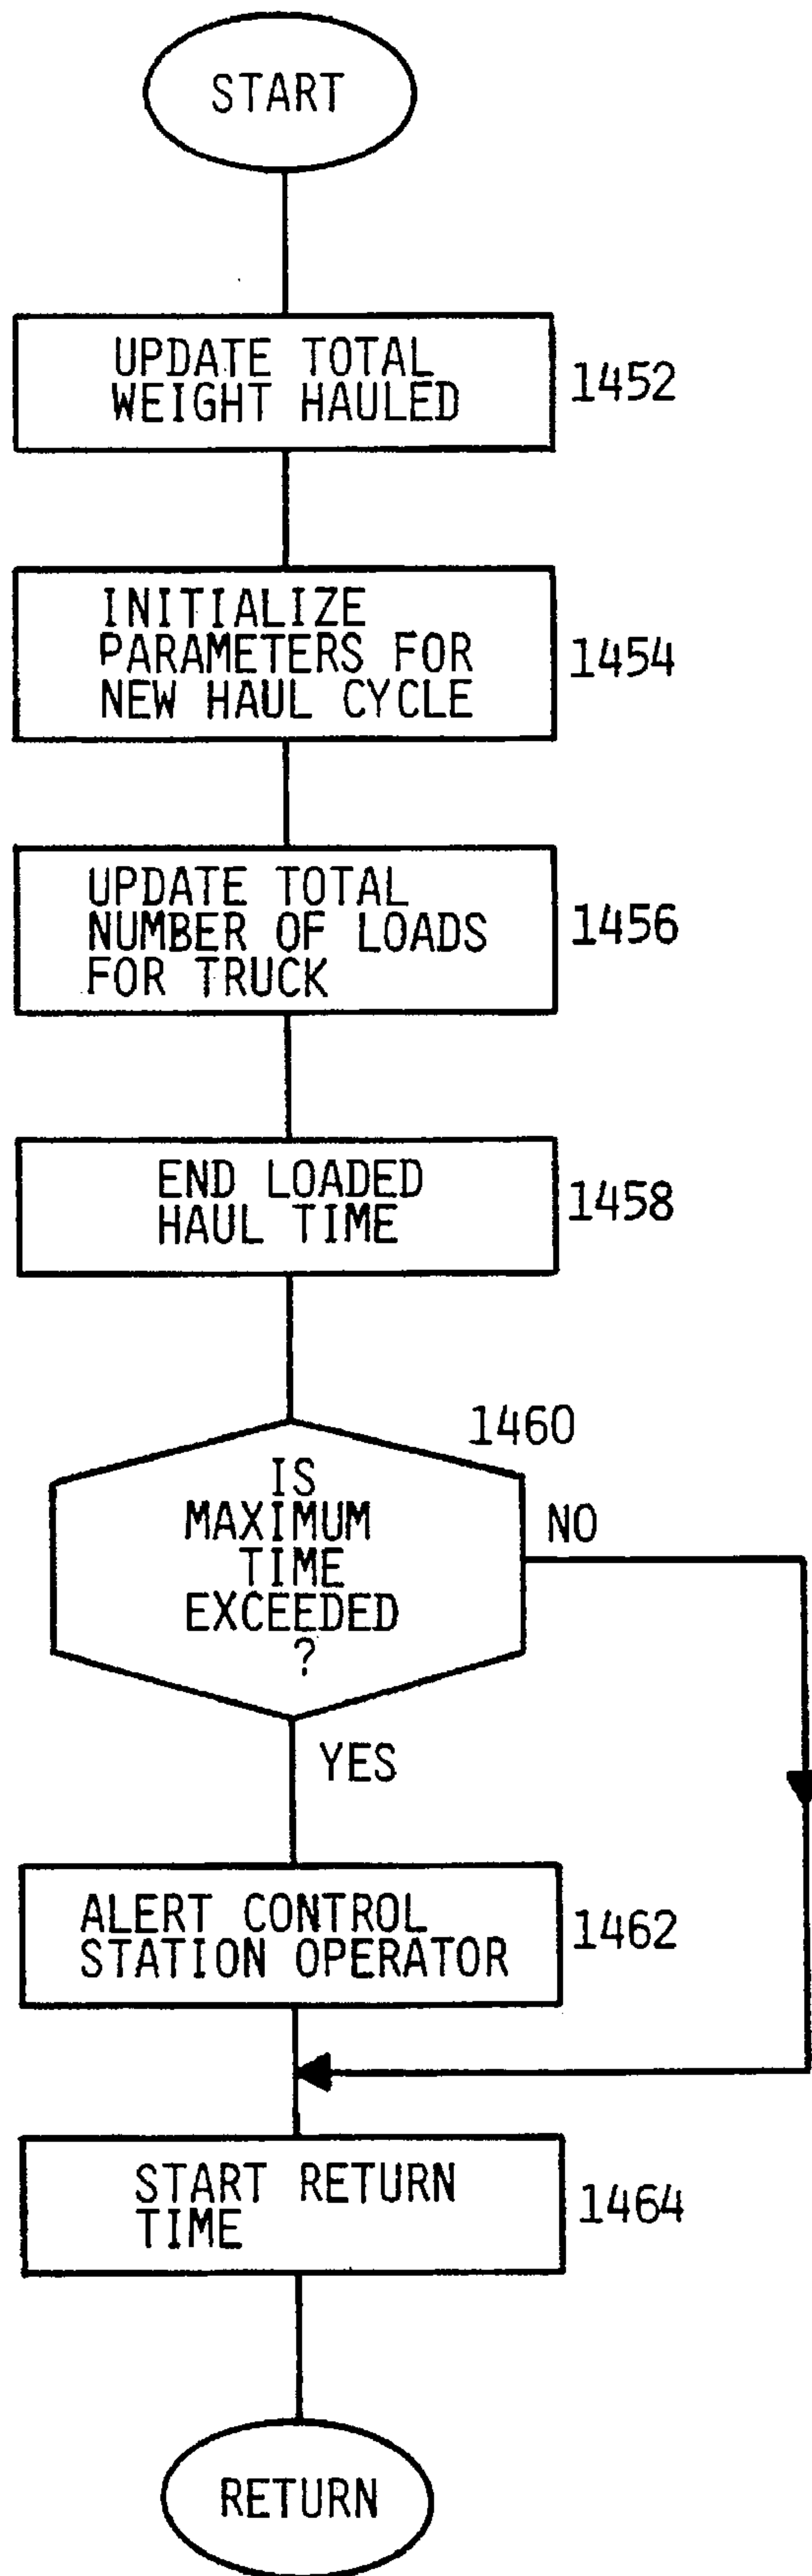 START
UPDATE TOTAL
WEIGHT HAULED
1452
INITIALIZE
PARAMETERS FOR
NEW HAUL CYCLE
1454
UPDATE TOTAL
NUMBER OF LOADS
FOR TRUCK
1456
END LOADED
HAUL TIME
1458
1460
IS
MAXIMUM
TIME
EXCEEDED
?
NO
YES
ALERT CONTROL
STATION OPERATOR
1462
START RETURN
TIME
1464
RETURN